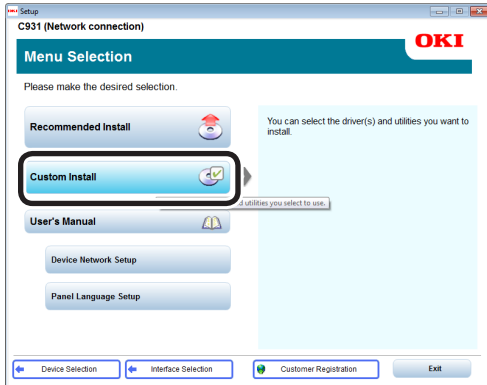 OKI Setup
C931 (Network connection)
OKI
Menu Selection
Please make the desired selection.
Recommended Install
You can select the driver(s) and utilities you want to
install.
Custom Install
d utilities you select to use.
User's Manual
Device Network Setup
Panel Language Setup
Device Selection
Interface Selection
Customer Registration
Exit